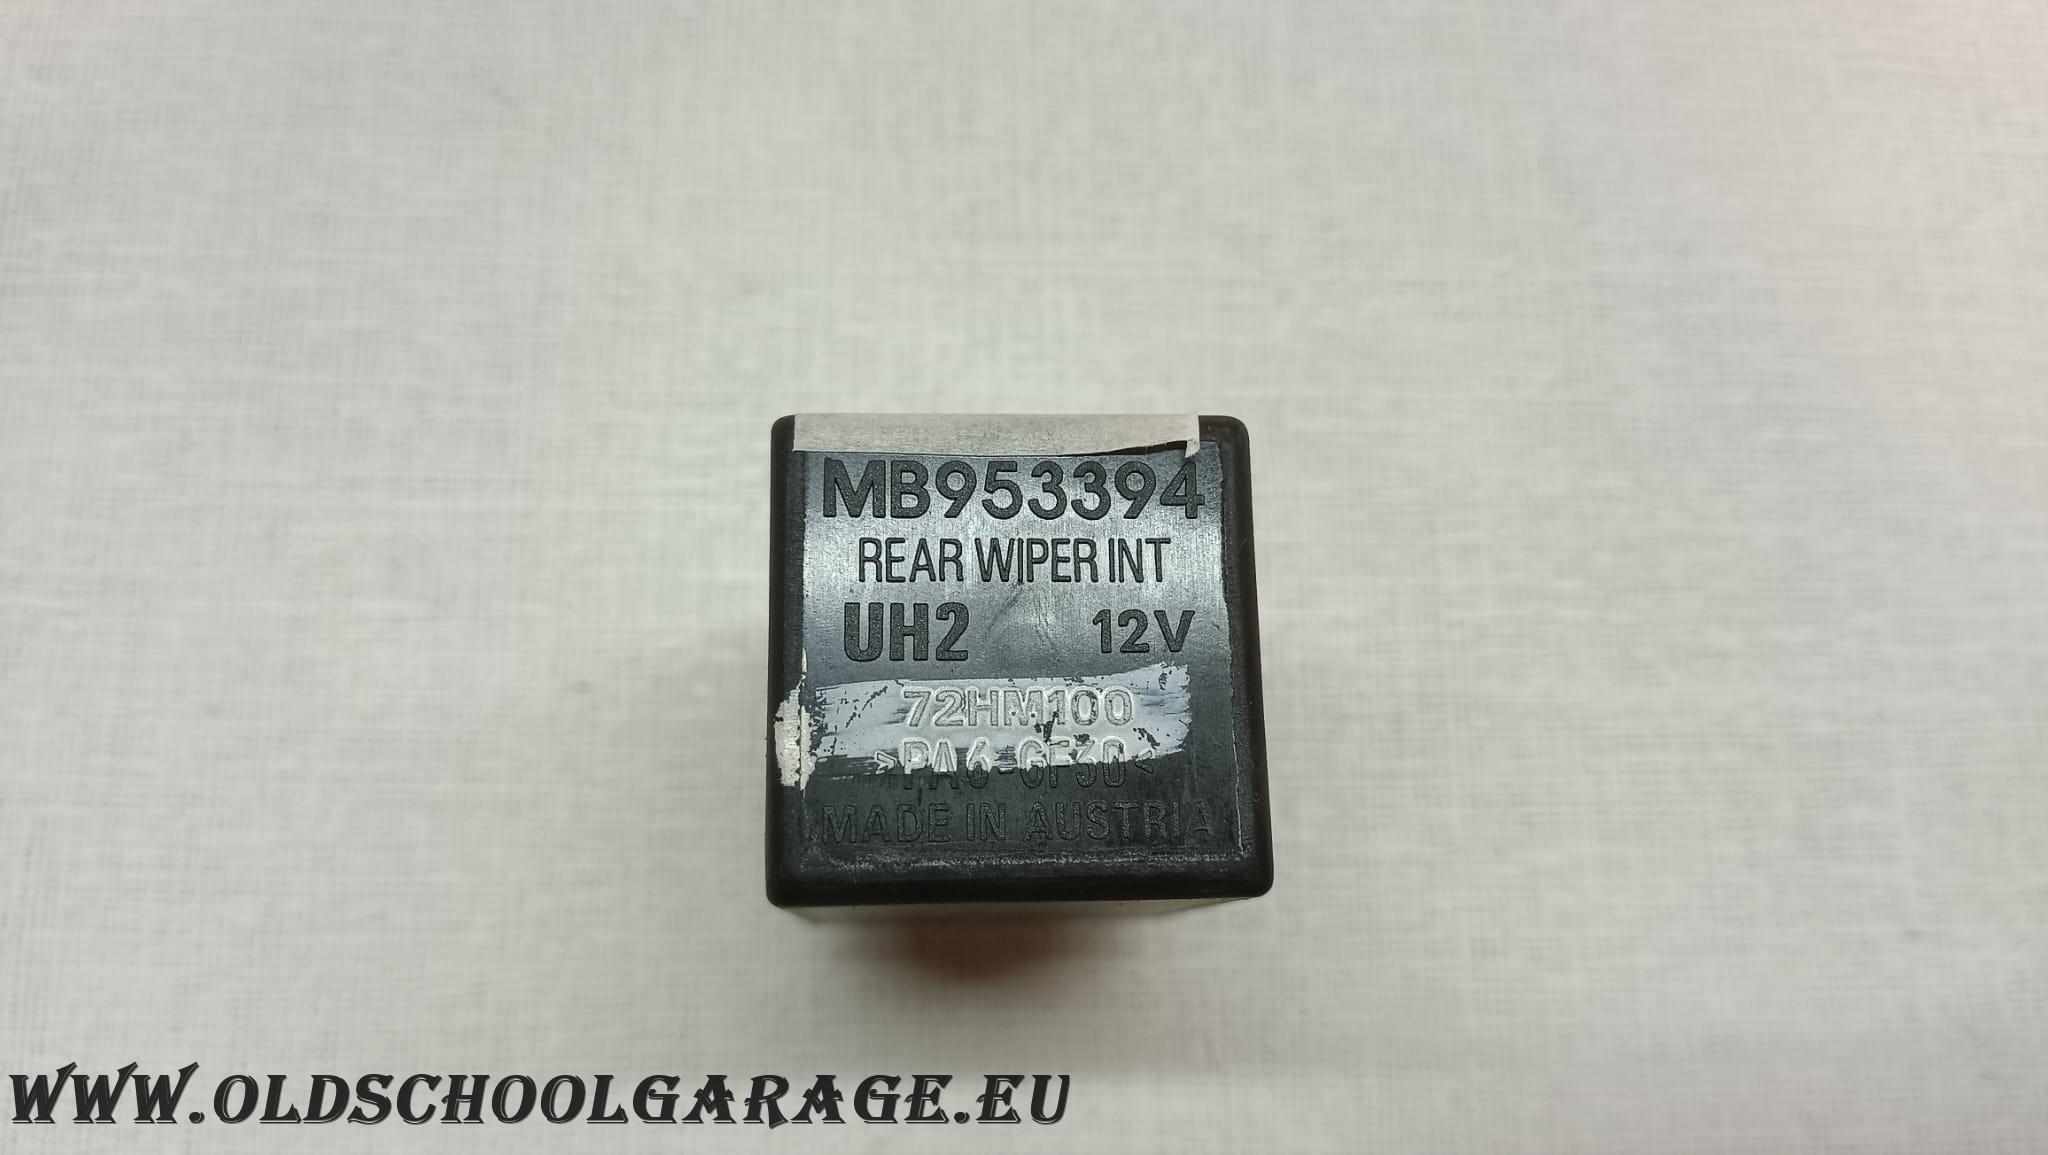 MB953394
REAR WIPER INT
UH2 12V
72HM100
>PA6-GF30<
MADE IN AUSTRIA
WWW.OLDSCHOOLGARAGE.EU